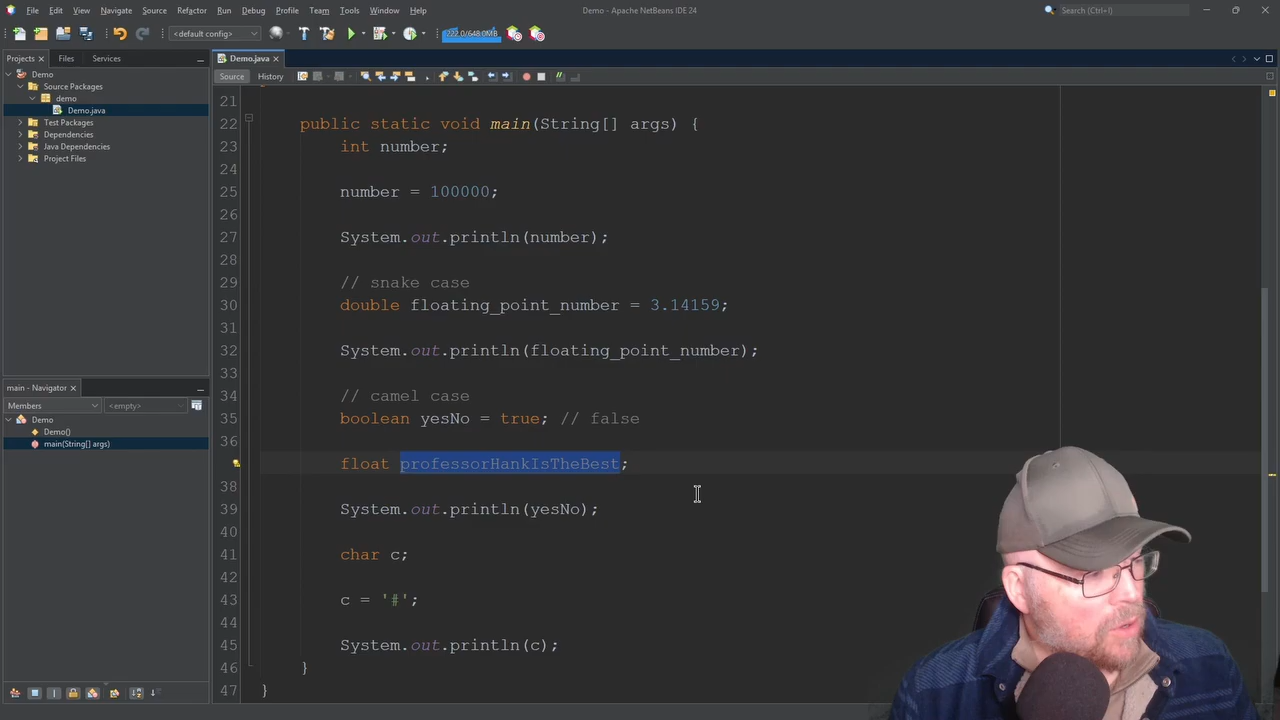 File Edit View Navigate Source Refactor Run Debug Profile Team Tools Window Help
Demo - Apache NetBeans IDE 24
Search (Ctrl+I)
<default config>
222.0/648.0MB
Projects Files Services
Demo.java
Source History
Demo
Source Packages
demo
Demo.java
Test Packages
Dependencies
Java Dependencies
Project Files
main - Navigator
Members
<empty>
Demo
Demo()
main(String[] args)
21
22 public static void main(String[] args) {
23 int number;
24
25 number = 100000;
26
27 System.out.println(number);
28
29 // snake case
30 double floating_point_number = 3.14159;
31
32 System.out.println(floating_point_number);
33
34 // camel case
35 boolean yesNo = true; // false
36
float professorHankIsTheBest;
38
39 System.out.println(yesNo);
40
41 char c;
42
43 c = '#';
44
45 System.out.println(c);
46 }
47 }